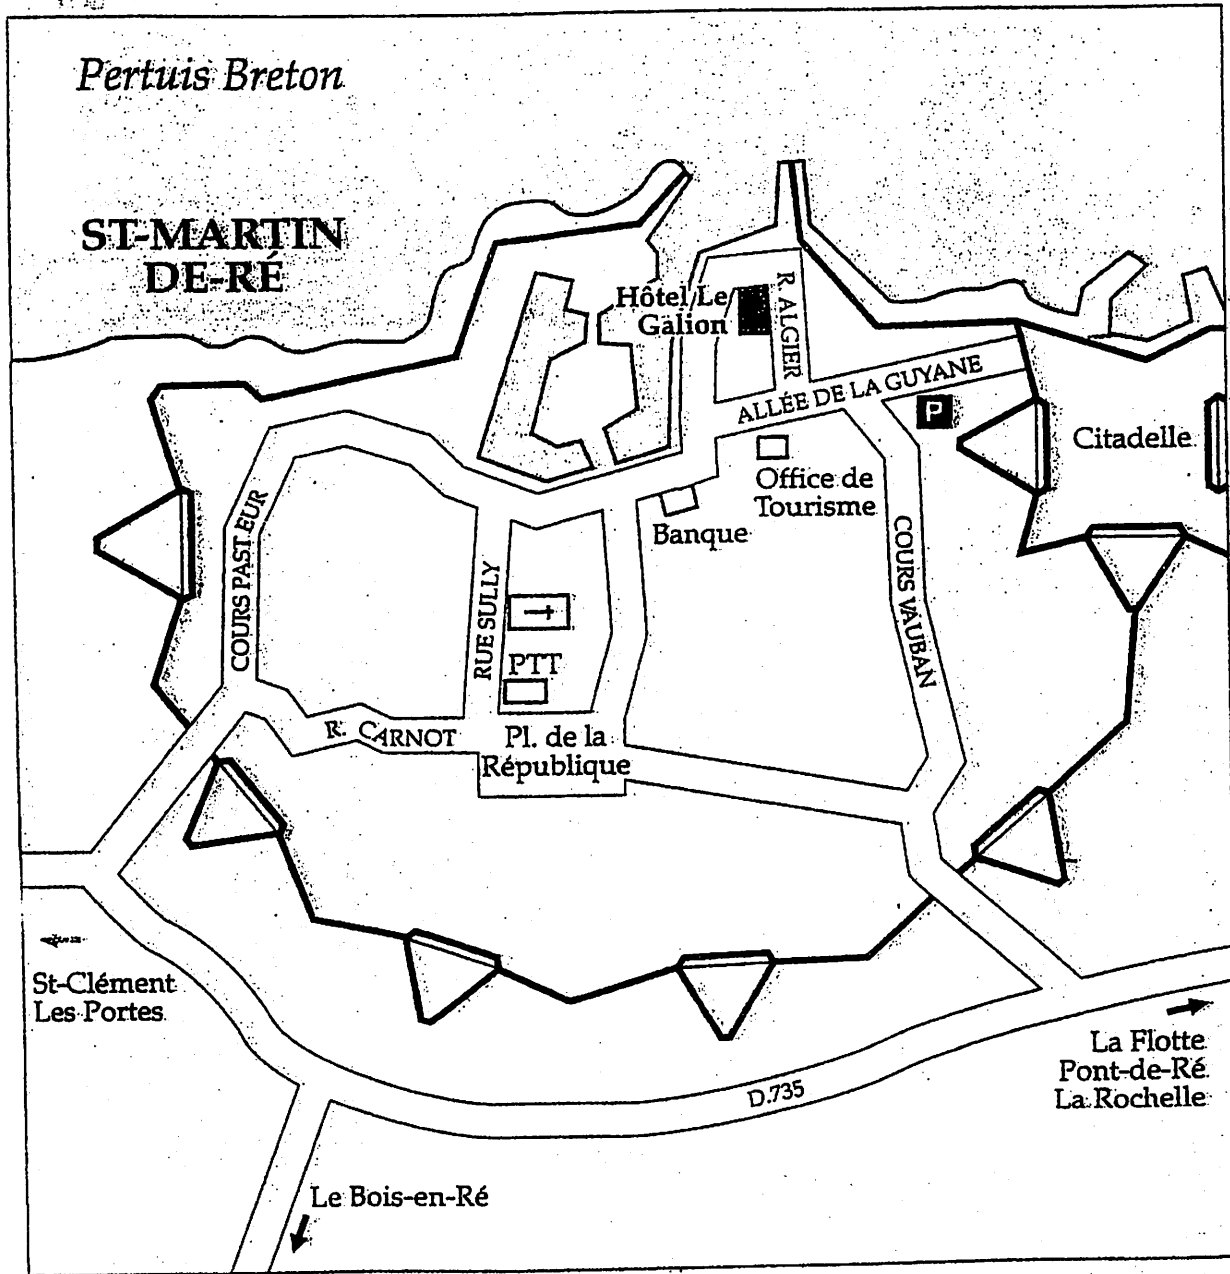 Pertuis Breton
ST-MARTIN
DE-RÉ
Hôtel Le
Galion
R. ALGIER
ALLÉE DE LA GUYANE
P
Citadelle
Office de
Tourisme
Banque
COURS PASTEUR
RUE SULLY
COURS VAUBAN
PTT
R. CARNOT
Pl. de la
République
St-Clément
Les Portes
La Flotte
Pont-de-Ré
La Rochelle
D.735
Le Bois-en-Ré